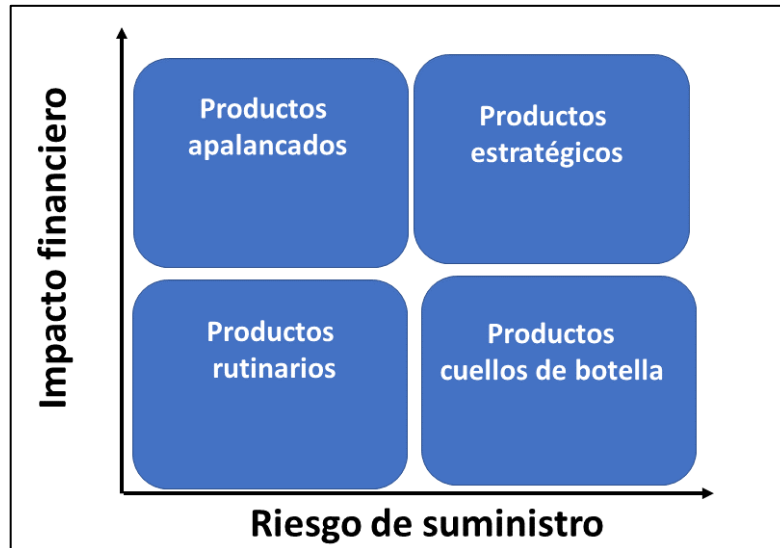 Impacto financiero
Productos
apalancados
Productos
estratégicos
Productos
rutinarios
Productos
cuellos de botella
Riesgo de suministro